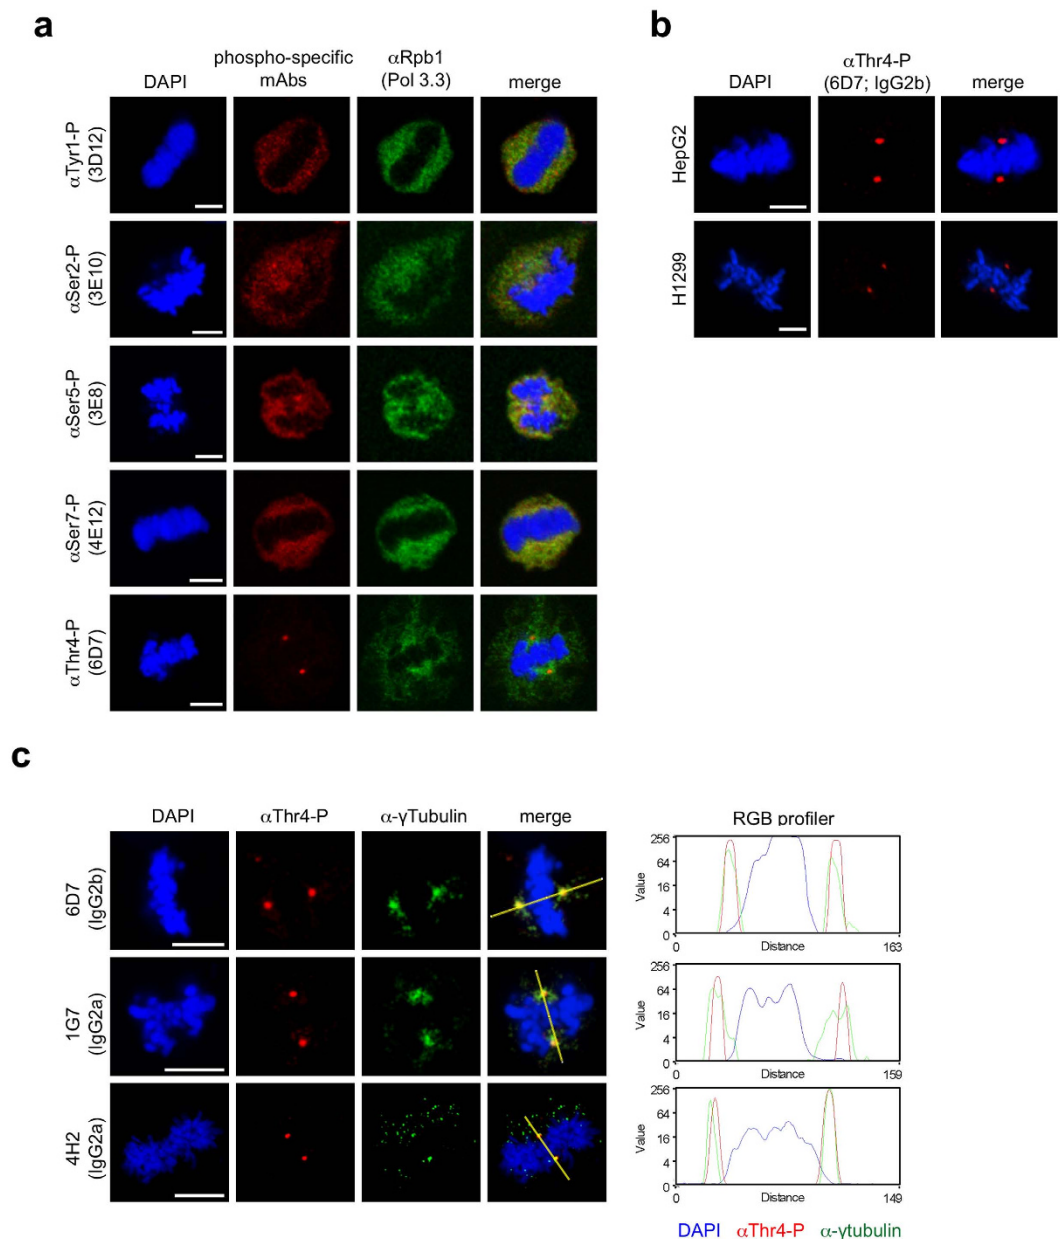 a
DAPI
phospho-specific
mAbs
αRpb1
(Pol 3.3)
merge
αTyr1-P
(3D12)
αSer2-P
(3E10)
αSer5-P
(3E8)
αSer7-P
(4E12)
αThr4-P
(6D7)
b
DAPI
αThr4-P
(6D7; IgG2b)
merge
HepG2
H1299
c
DAPI
αThr4-P
α-γTubulin
merge
RGB profiler
6D7
(IgG2b)
256
64
16
4
0
Value
0
Distance
163
1G7
(IgG2a)
256
64
16
4
0
Value
0
Distance
159
4H2
(IgG2a)
256
64
16
4
0
Value
0
Distance
149
DAPI αThr4-P α-γtubulin